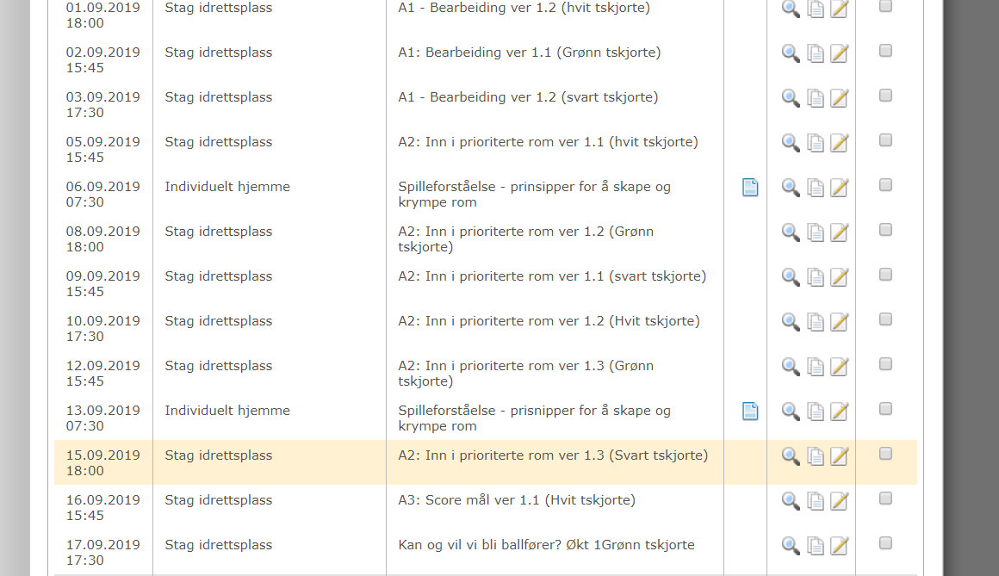 01.09.2019 Stag idrettsplass A1 - Bearbeiding ver 1.2 (hvit tskjorte)
18:00
02.09.2019 Stag idrettsplass A1: Bearbeiding ver 1.1 (Grønn tskjorte)
15:45
03.09.2019 Stag idrettsplass A1 - Bearbeiding ver 1.2 (svart tskjorte)
17:30
05.09.2019 Stag idrettsplass A2: Inn i prioriterte rom ver 1.1 (hvit tskjorte)
15:45
06.09.2019 Individuelt hjemme Spilleforståelse - prinsipper for å skape og
07:30 krympe rom
08.09.2019 Stag idrettsplass A2: Inn i prioriterte rom ver 1.2 (Grønn
18:00 tskjorte)
09.09.2019 Stag idrettsplass A2: Inn i prioriterte rom ver 1.1 (svart tskjorte)
15:45
10.09.2019 Stag idrettsplass A2: Inn i prioriterte rom ver 1.2 (Hvit tskjorte)
17:30
12.09.2019 Stag idrettsplass A2: Inn i prioriterte rom ver 1.3 (Grønn
15:45 tskjorte)
13.09.2019 Individuelt hjemme Spilleforståelse - prisnipper for å skape og
07:30 krympe rom
15.09.2019 Stag idrettsplass A2: Inn i prioriterte rom ver 1.3 (Svart tskjorte)
18:00
16.09.2019 Stag idrettsplass A3: Score mål ver 1.1 (Hvit tskjorte)
15:45
17.09.2019 Stag idrettsplass Kan og vil vi bli ballfører? Økt 1Grønn tskjorte
17:30